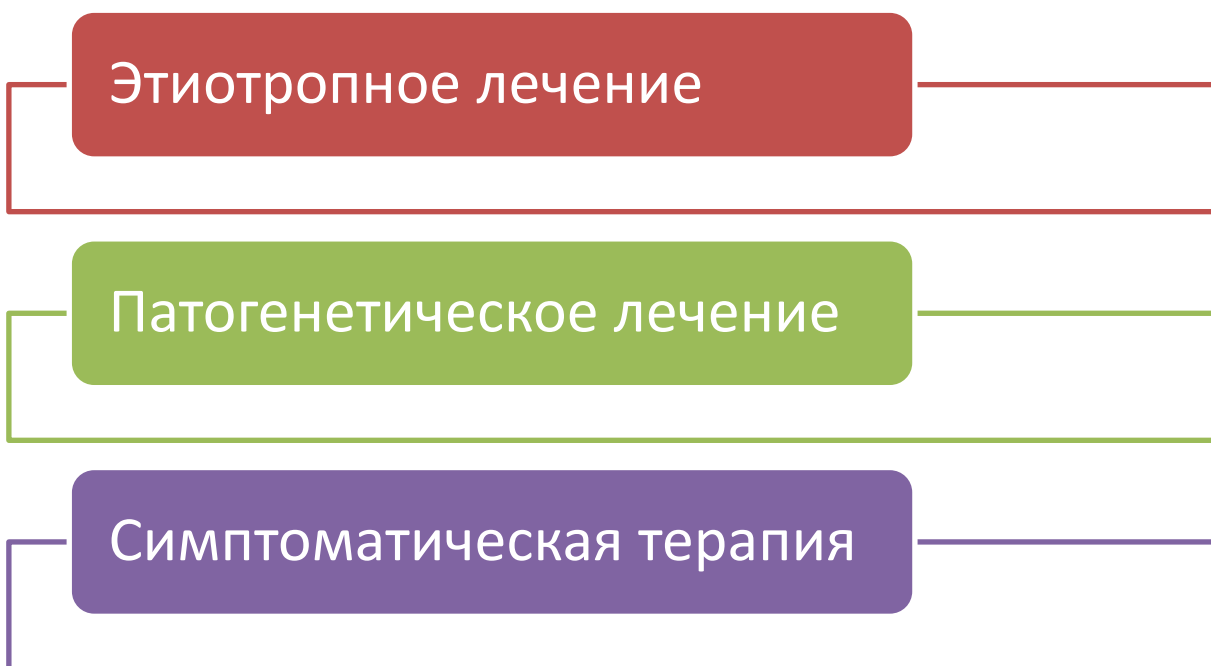 Этиотропное лечение
Патогенетическое лечение
Симптоматическая терапия